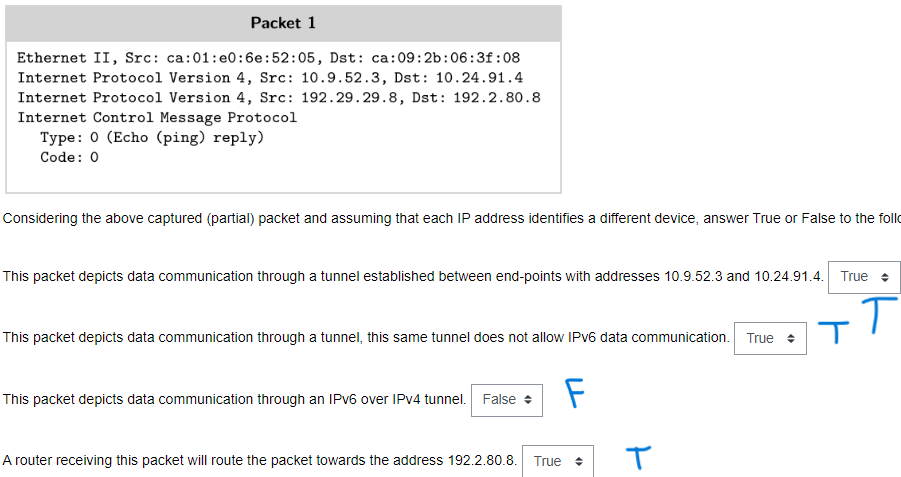 Packet 1
Ethernet II, Src: ca:01:e0:6e:52:05, Dst: ca:09:2b:06:3f:08
Internet Protocol Version 4, Src: 10.9.52.3, Dst: 10.24.91.4
Internet Protocol Version 4, Src: 192.29.29.8, Dst: 192.2.80.8
Internet Control Message Protocol
Type: 0 (Echo (ping) reply)
Code: 0
Considering the above captured (partial) packet and assuming that each IP address identifies a different device, answer True or False to the
This packet depicts data communication through a tunnel established between end-points with addresses 10.9.52.3 and 10.24.91.4. True
T
This packet depicts data communication through a tunnel, this same tunnel does not allow IPv6 data communication. True T
This packet depicts data communication through an IPv6 over IPv4 tunnel. False F
A router receiving this packet will route the packet towards the address 192.2.80.8. True T